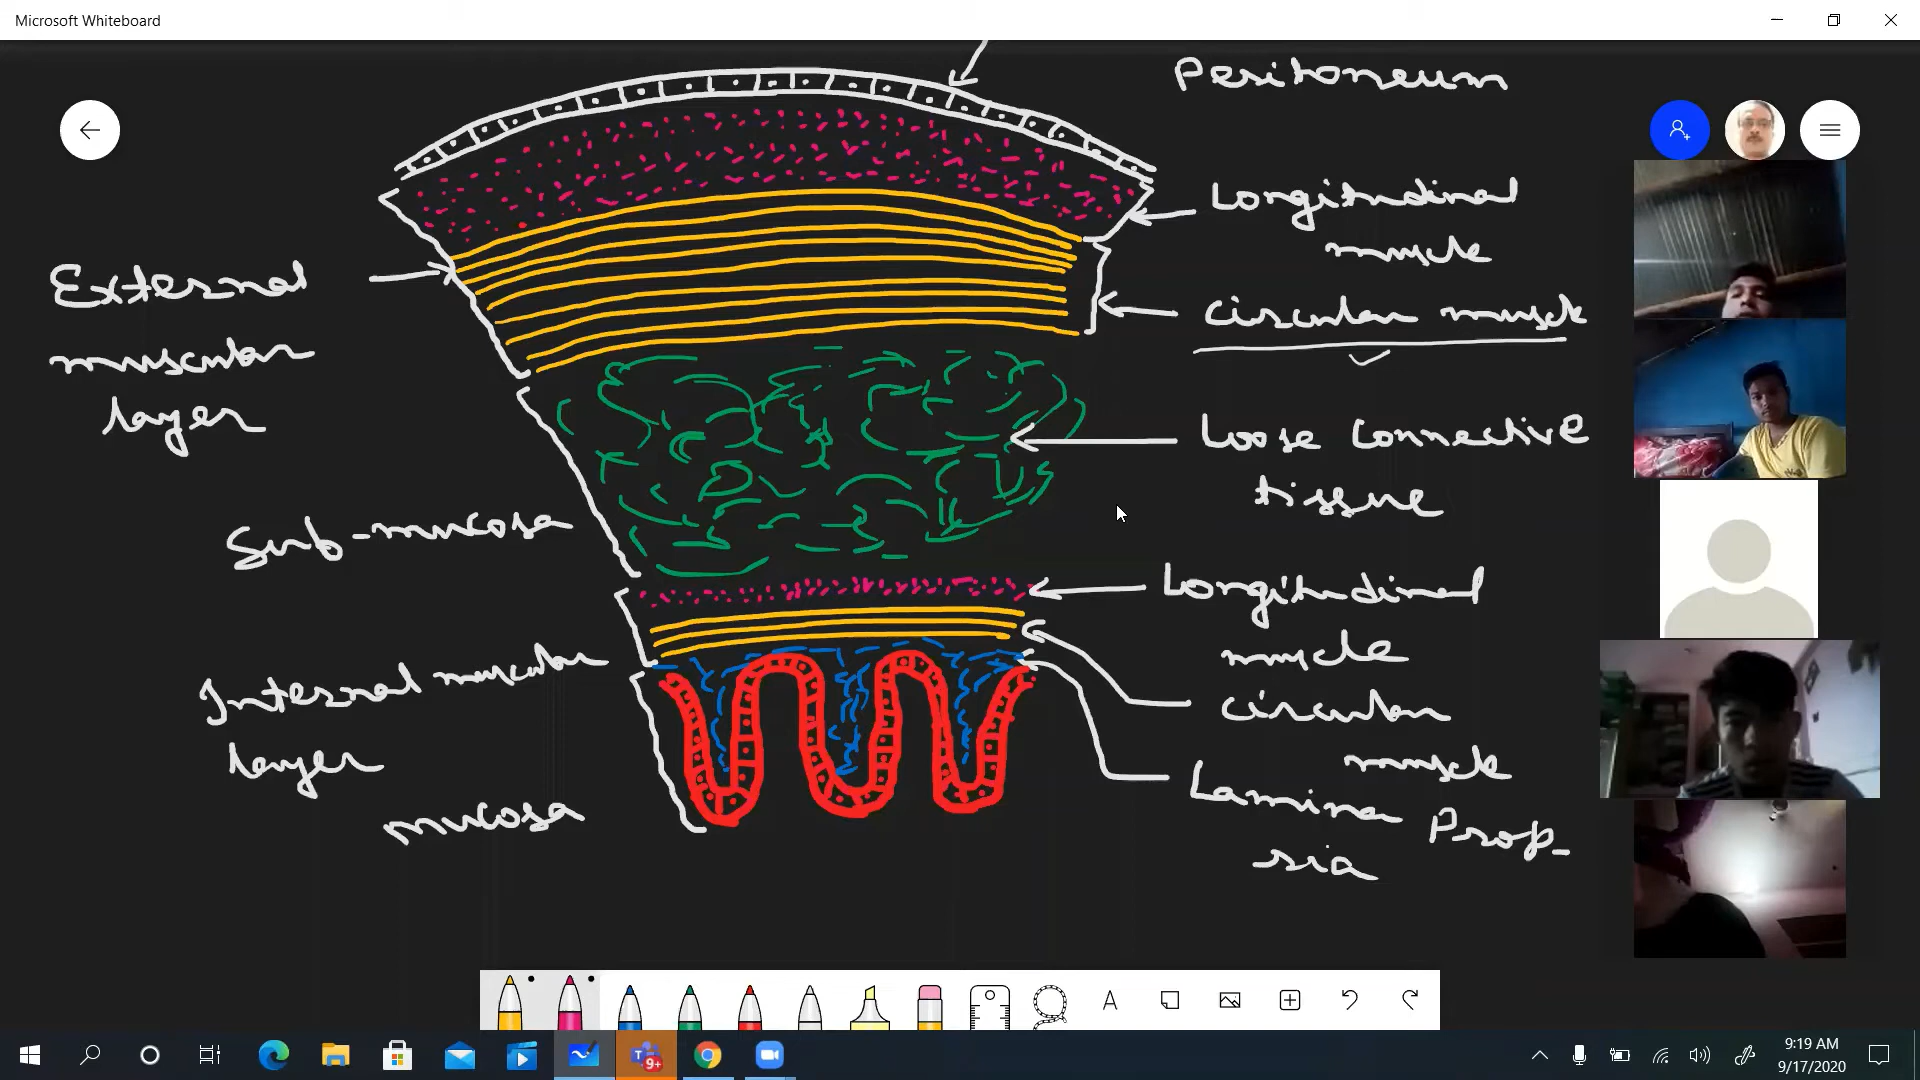 Microsoft Whiteboard
Peritoneum
Longitudinal
muscle
External
muscular
layer
circular muscle
Loose connective
tissue
Sub-mucosa
Longitudinal
muscle
Internal muscular
layer
circular
muscle
mucosa
Lamina Prop-
ria
A
T
9+
9:19 AM
9/17/2020